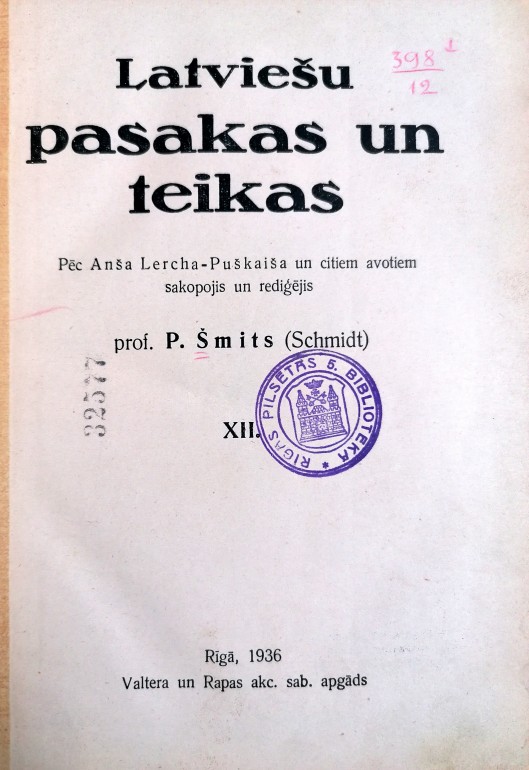 398 1
12
Latviešu
pasakas un
teikas
Pēc Anša Lercha-Puškaiša un citiem avotiem
sakopojis un rediģējis
prof. P. Šmits (Schmidt)
32577
XII.
RĪGAS PILSĒTAS 5. BIBLIOTEKA *
Rīgā, 1936
Valtera un Rapas akc. sab. apgāds